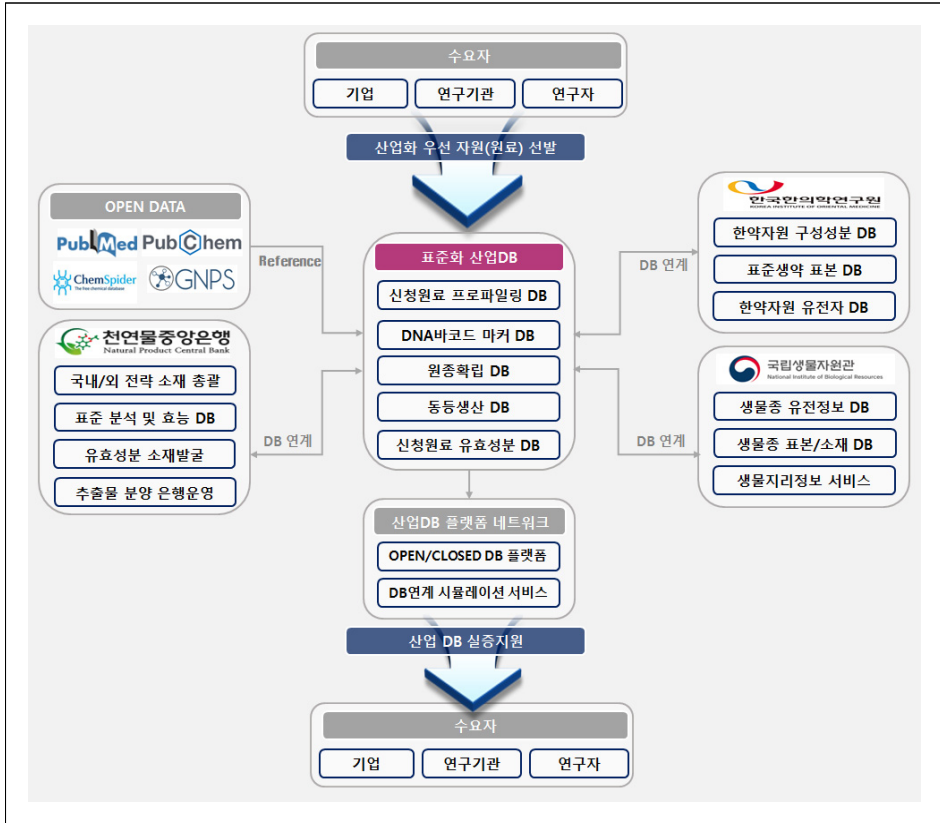 수요자
기업
연구기관
연구자
산업화 우선 자원(원료) 선발
OPEN DATA
PubMed
PubChem
ChemSpider
The free chemical database
GNPS
Reference
천연물중앙은행
Natural Product Central Bank
국내/외 전략 소재 총괄
표준 분석 및 효능 DB
유효성분 소재발굴
추출물 분양 은행운영
DB 연계
표준화 산업DB
신청원료 프로파일링 DB
DNA바코드 마커 DB
원종확립 DB
동등생산 DB
신청원료 유효성분 DB
한국한의학연구원
KOREA INSTITUTE OF ORIENTAL MEDICINE
한약자원 구성성분 DB
표준생약 표본 DB
한약자원 유전자 DB
DB 연계
국립생물자원관
National Institute of Biological Resources
생물종 유전정보 DB
생물종 표본/소재 DB
생물지리정보 서비스
DB 연계
산업DB 플랫폼 네트워크
OPEN/CLOSED DB 플랫폼
DB연계 시뮬레이션 서비스
산업 DB 실증지원
수요자
기업
연구기관
연구자